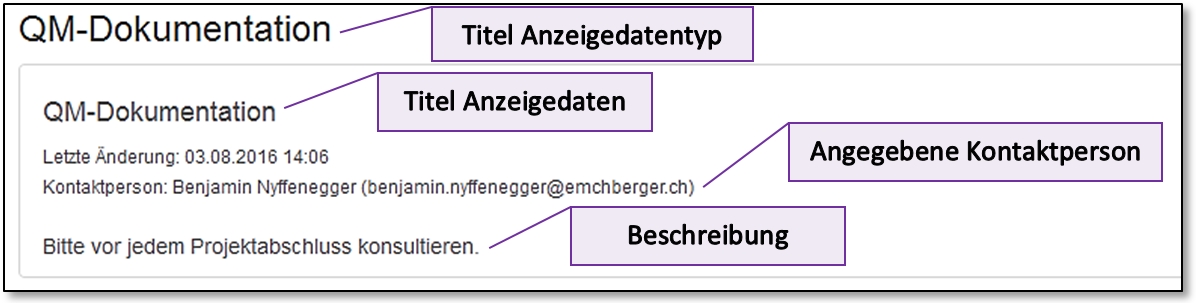 QM-Dokumentation
Titel Anzeigedatentyp
QM-Dokumentation
Titel Anzeigedaten
Letzte Änderung: 03.08.2016 14:06
Kontaktperson: Benjamin Nyffenegger (benjamin.nyffenegger@emchberger.ch)
Angegebene Kontaktperson
Bitte vor jedem Projektabschluss konsultieren.
Beschreibung